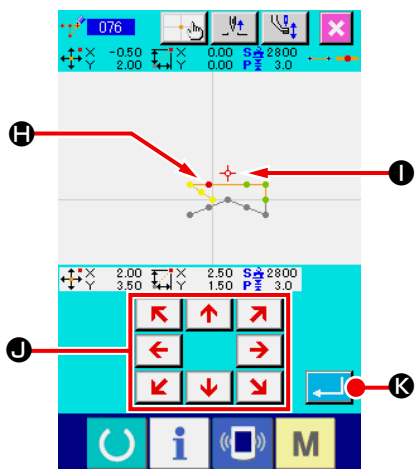 076
X -0.50 X 0.00 S 2800
Y 2.00 Y 0.00 P 3.0
H
I
X 2.00 X 2.50 S 2800
Y 3.50 Y 1.50 P 3.0
J
K
i M